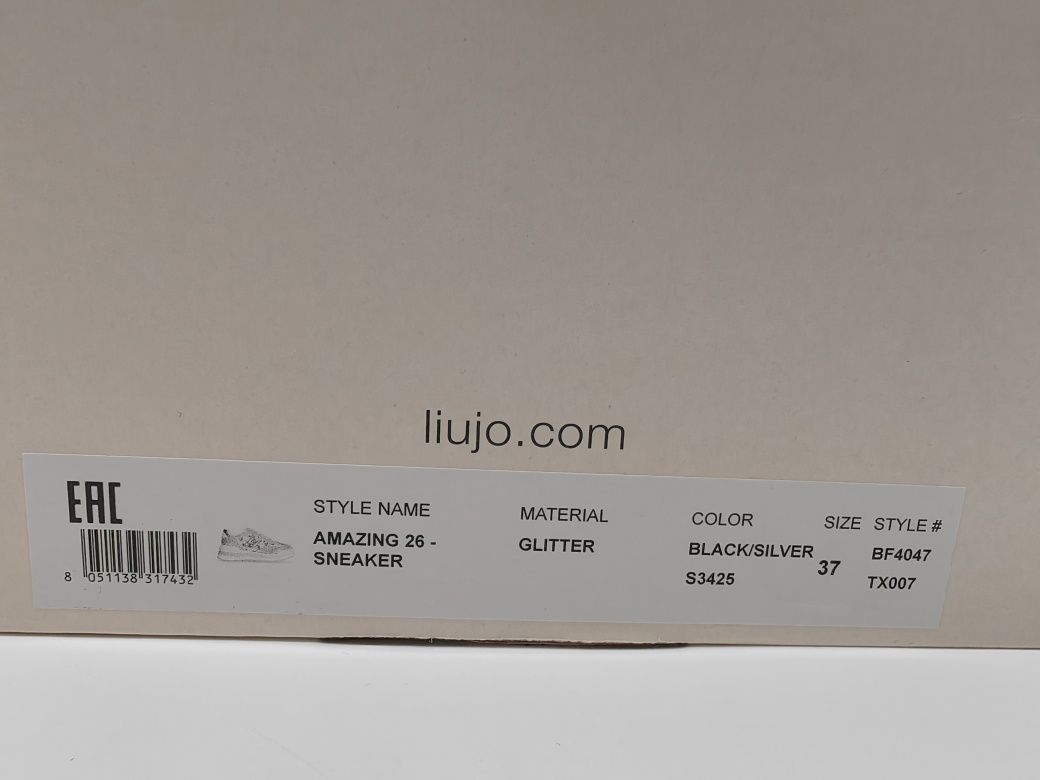 liujo.com
EAC
8 051138 317432
STYLE NAME
AMAZING 26 -
SNEAKER
MATERIAL
GLITTER
COLOR
BLACK/SILVER
S3425
SIZE
37
STYLE #
BF4047
TX007